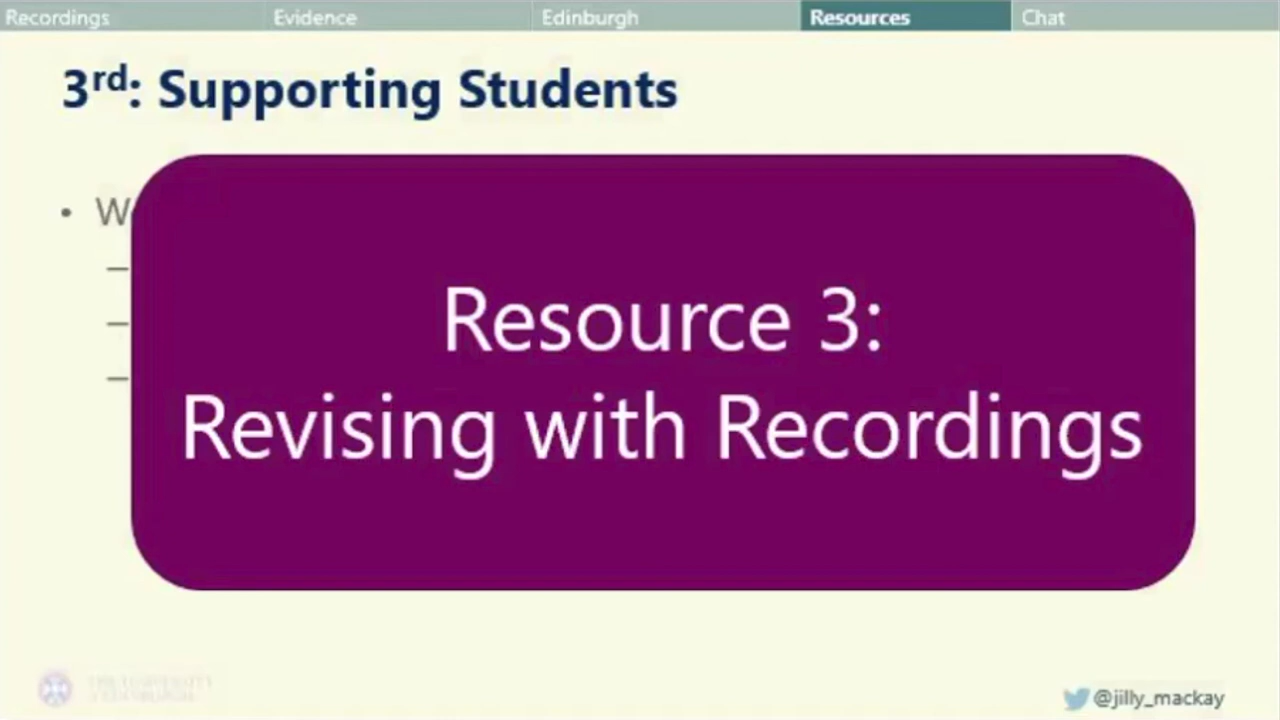 Recordings
Evidence
Edinburgh
Resources
Chat
3rd: Supporting Students
• W
–
–
–
Resource 3:
Revising with Recordings
@jilly_mackay